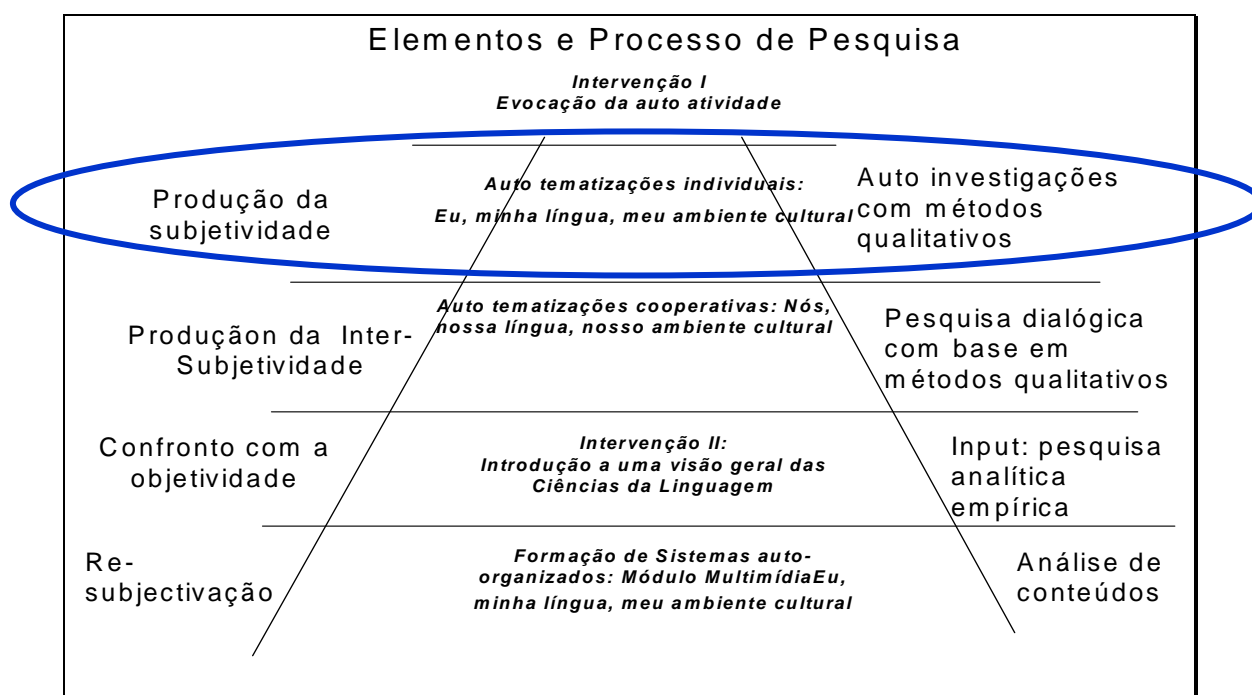 Elementos e Processo de Pesquisa
Intervenção I
Evocação da auto atividade
Produção da
subjetividade
Auto tematizações individuais:
Eu, minha língua, meu ambiente cultural
Auto investigações
com métodos
qualitativos
Produçãon da Inter-
Subjetividade
Auto tematizações cooperativas: Nós,
nossa língua, nosso ambiente cultural
Pesquisa dialógica
com base em
métodos qualitativos
Confronto com a
objetividade
Intervenção II:
Introdução a uma visão geral das
Ciências da Linguagem
Input: pesquisa
analítica
empírica
Re-
subjectivação
Formação de Sistemas auto-
organizados: Módulo MultimídiaEu,
minha língua, meu ambiente cultural
Análise de
conteúdos